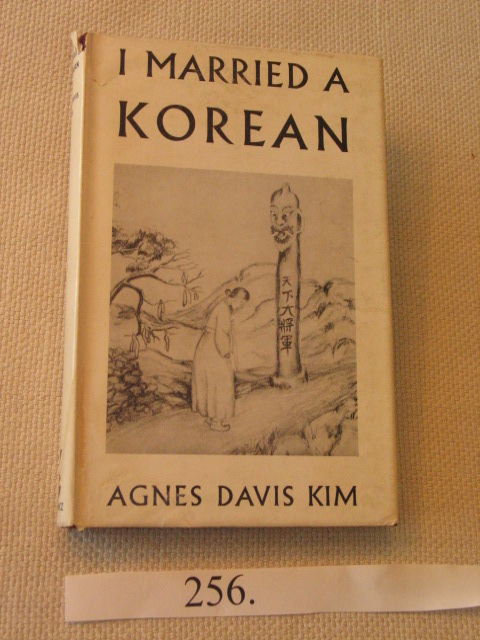 I MARRIED A
KOREAN
天下大將軍
AGNES DAVIS KIM
256.